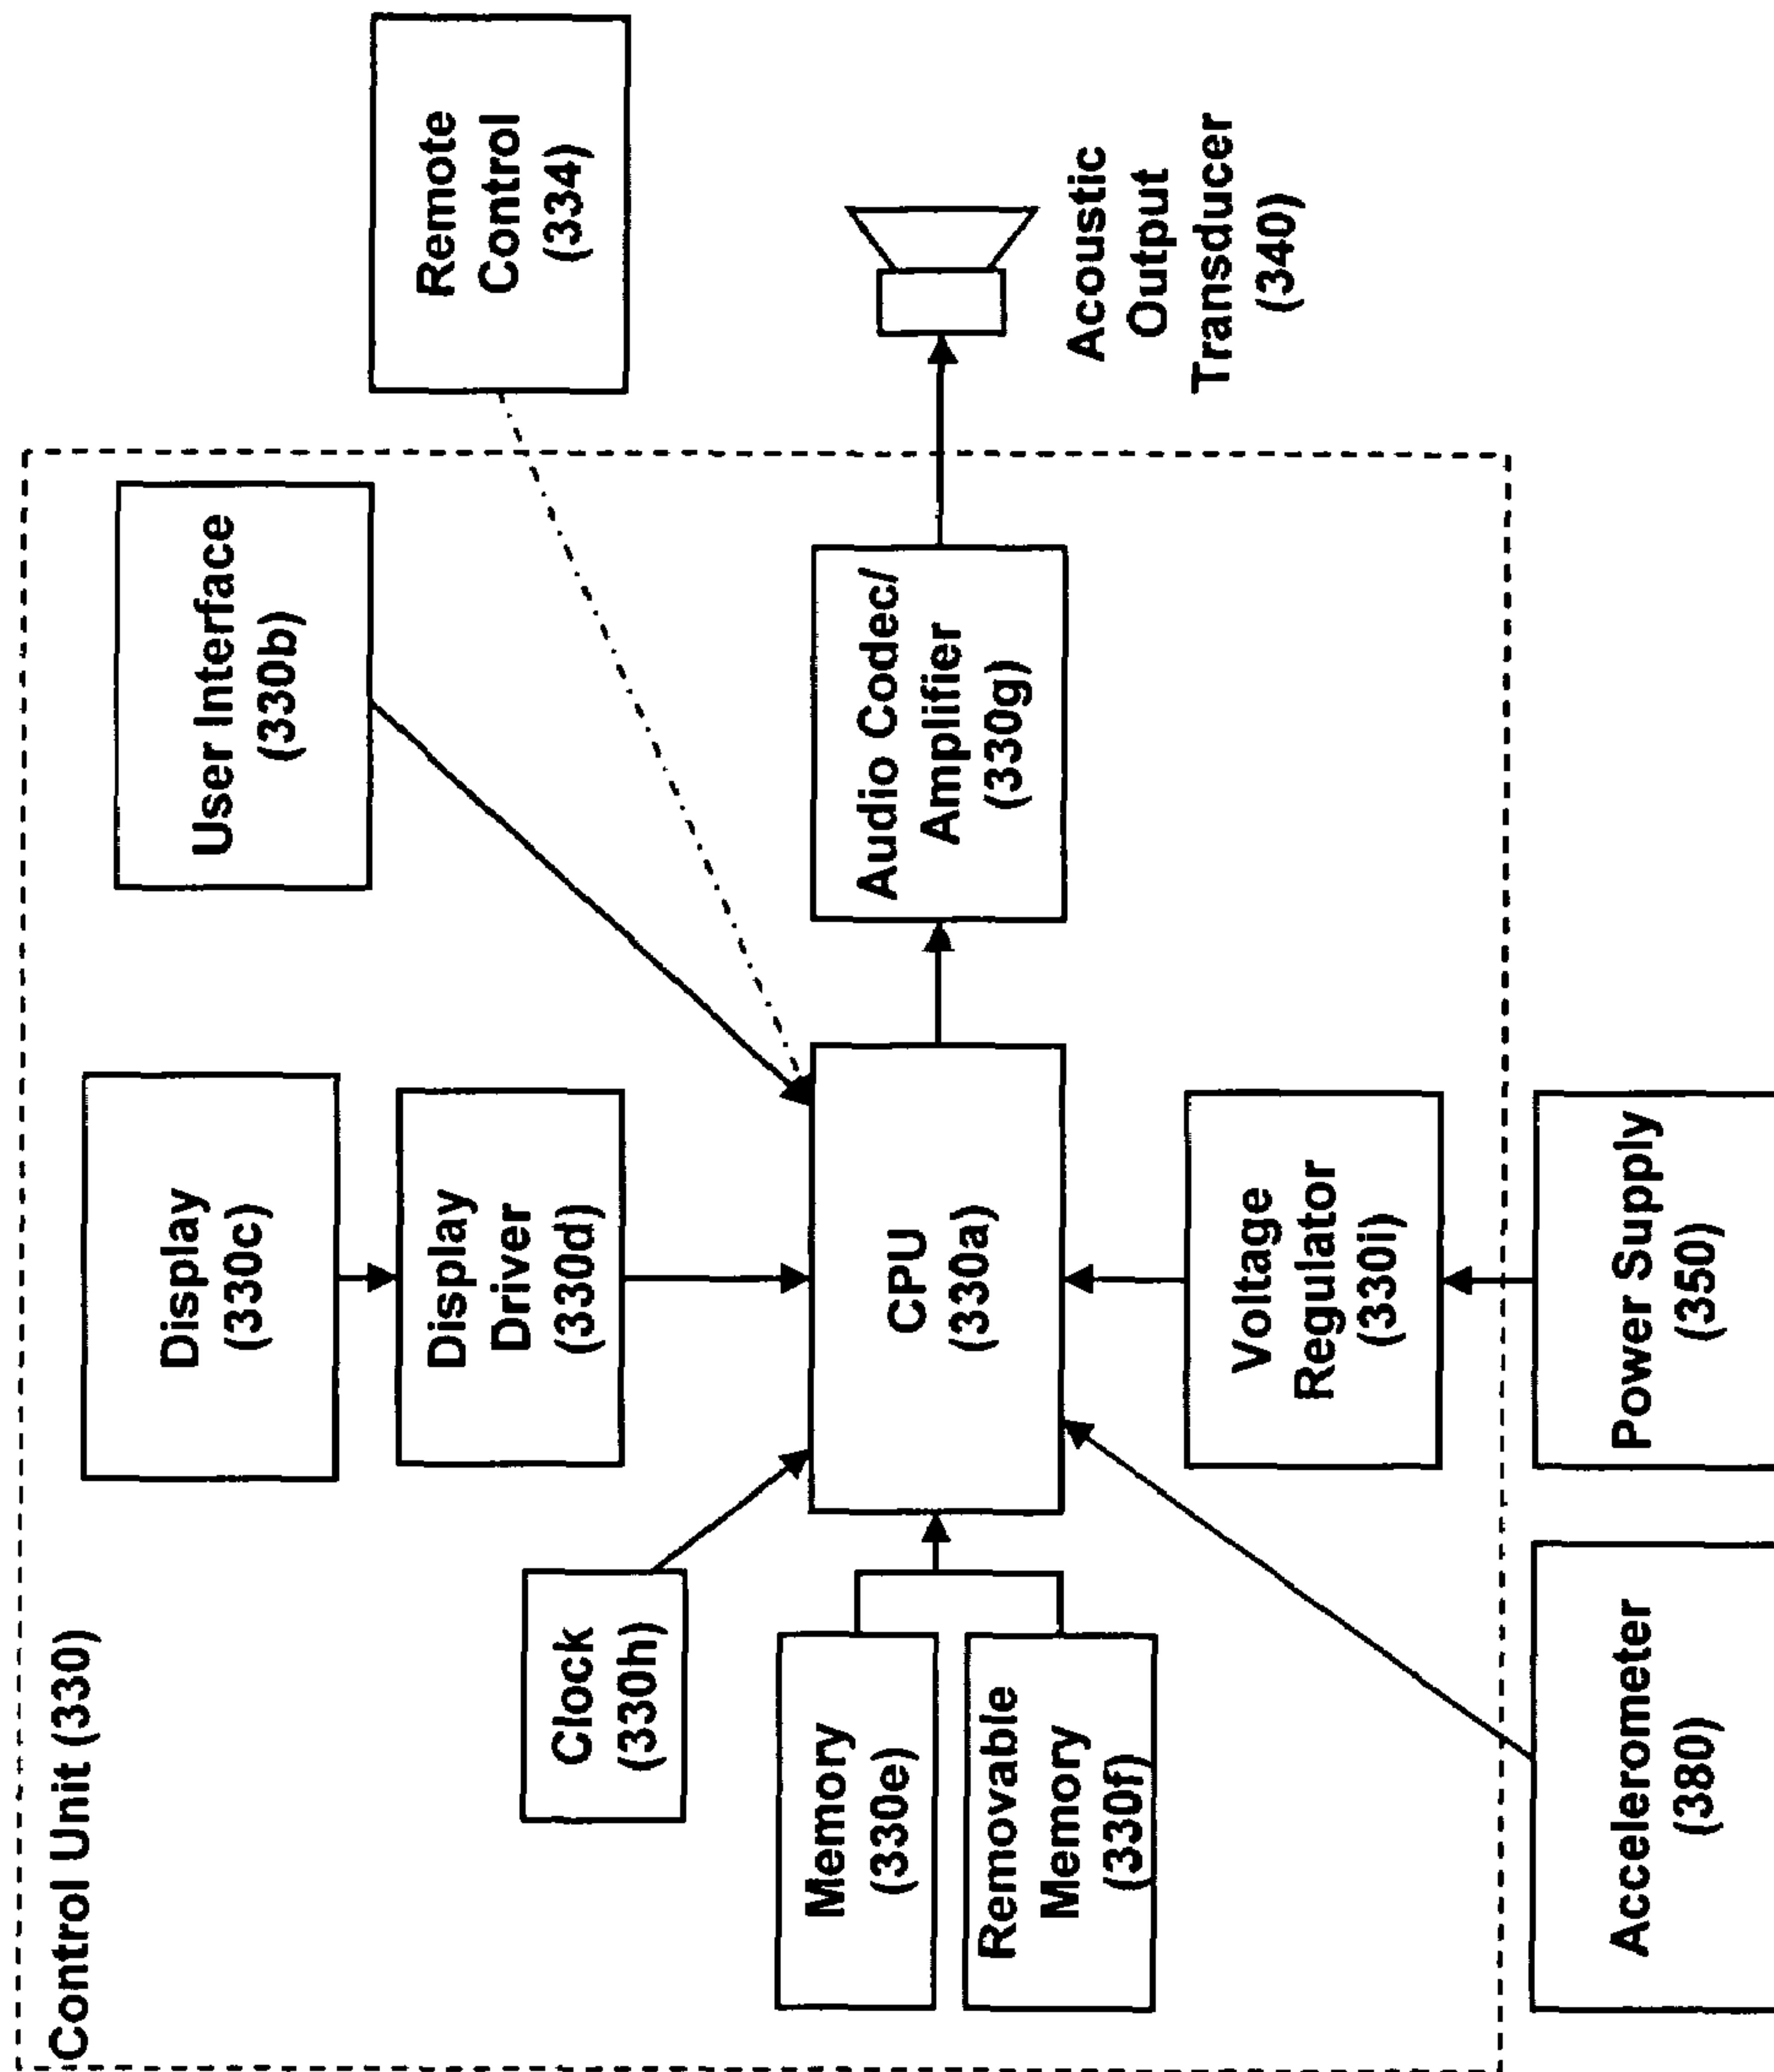 Control Unit (330)
Display
(330c)
User Interface
(330b)
Remote
Control
(334)
Display
Driver
(330d)
Clock
(330h)
Memory
(330e)
Removable
Memory
(330f)
CPU
(330a)
Audio Codec/
Amplifier
(330g)
Acoustic
Output
Transducer
(340)
Voltage
Regulator
(330i)
Accelerometer
(380)
Power Supply
(350)